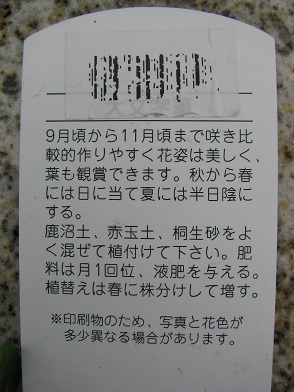 9月頃から11月頃まで咲き比
較的作りやすく花姿は美しく、
葉も観賞できます。秋から春
には日に当て夏には半日陰に
する。
鹿沼土、赤玉土、桐生砂をよ
く混ぜて植付けて下さい。肥
料は月1回位、液肥を与える。
植替えは春に株分けして増す。
※印刷物のため、写真と花色が
多少異なる場合があります。